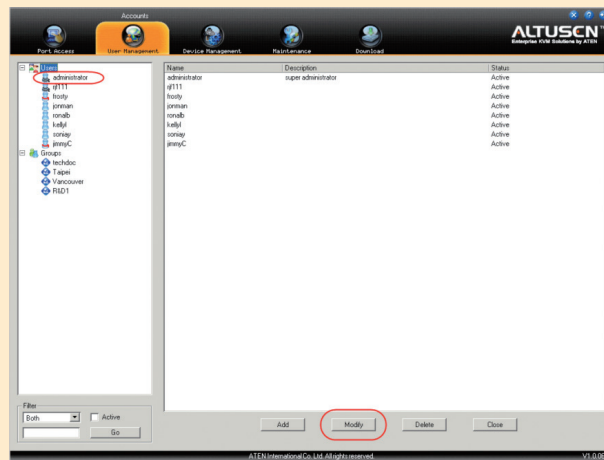 Accounts
Port Access
User Management
Device Management
Maintenance
Download
ALTUSCN™
Enterprise KVM Solutions by ATEN
Users
administrator
rjl111
frosty
jonman
ronalb
kellyl
soniay
jimmyC
Groups
techdoc
Taipei
Vancouver
R&D1
Name Description Status
administrator super administrator Active
rjl111 Active
frosty Active
jonman Active
ronalb Active
kellyl Active
soniay Active
jimmyC Active
Filter
Both
Active
Go
Add
Modify
Delete
Close
ATEN International Co. Ltd. All rights reserved.